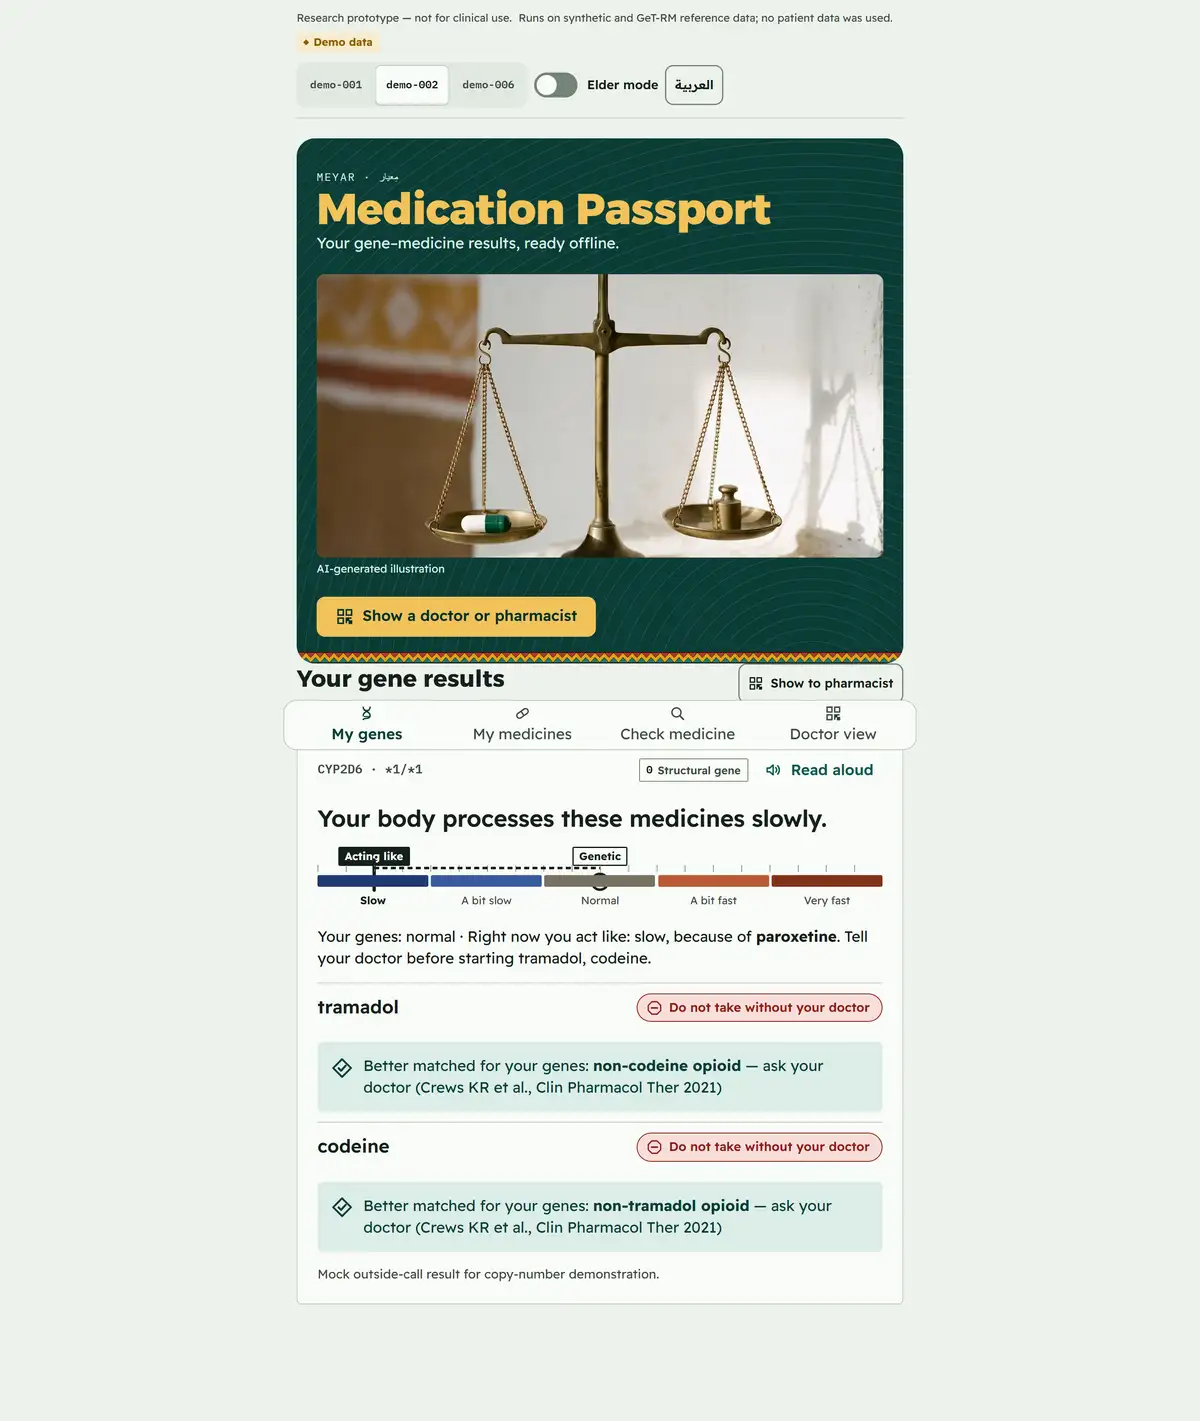 Research prototype — not for clinical use. Runs on synthetic and GeT-RM reference data; no patient data was used.
Demo data
demo-001 demo-002 demo-006 Elder mode العربية
MEYAR · معيار
Medication Passport
Your gene–medicine results, ready offline.
AI-generated illustration
Show a doctor or pharmacist
Your gene results
Show to pharmacist
My genes My medicines Check medicine Doctor view
CYP2D6 · *1/*1
0 Structural gene
Read aloud
Your body processes these medicines slowly.
Acting like Genetic
Slow A bit slow Normal A bit fast Very fast
Your genes: normal · Right now you act like: slow, because of paroxetine. Tell
your doctor before starting tramadol, codeine.
tramadol
Do not take without your doctor
Better matched for your genes: non-codeine opioid — ask your
doctor (Crews KR et al., Clin Pharmacol Ther 2021)
codeine
Do not take without your doctor
Better matched for your genes: non-tramadol opioid — ask your
doctor (Crews KR et al., Clin Pharmacol Ther 2021)
Mock outside-call result for copy-number demonstration.